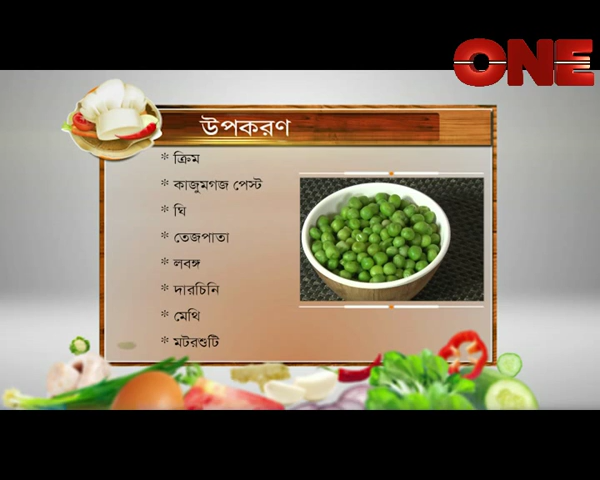 ONE
উপকরণ
* ক্রিম
* কাজুমগজ পেস্ট
* ঘি
* তেজপাতা
* লবঙ্গ
* দারচিনি
* মেথি
* মটরশুটি